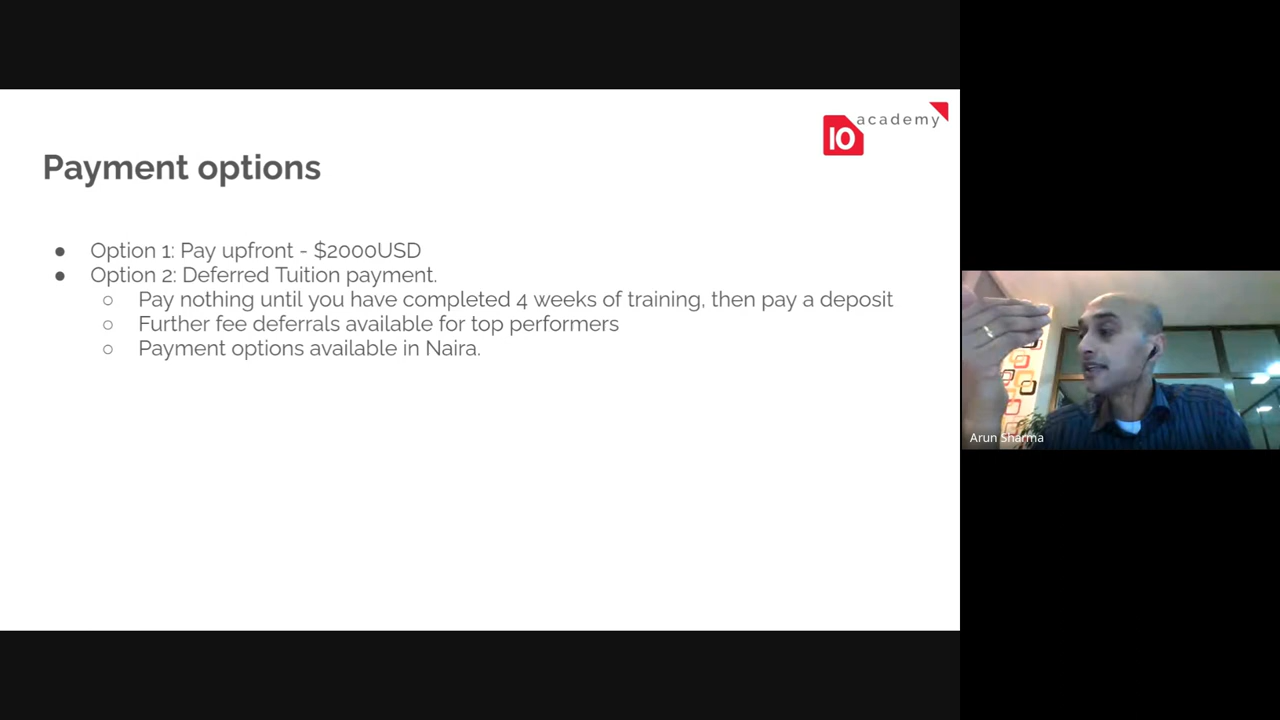 10 academy
Payment options
● Option 1: Pay upfront - $2000USD
● Option 2: Deferred Tuition payment.
○ Pay nothing until you have completed 4 weeks of training, then pay a deposit
○ Further fee deferrals available for top performers
○ Payment options available in Naira.
Arun Sharma